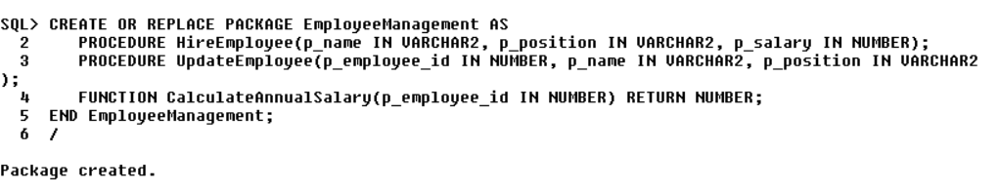 SQL> CREATE OR REPLACE PACKAGE EmployeeManagement AS
  2     PROCEDURE HireEmployee(p_name IN VARCHAR2, p_position IN VARCHAR2, p_salary IN NUMBER);
  3     PROCEDURE UpdateEmployee(p_employee_id IN NUMBER, p_name IN VARCHAR2, p_position IN VARCHAR2
);
  4     FUNCTION CalculateAnnualSalary(p_employee_id IN NUMBER) RETURN NUMBER;
  5  END EmployeeManagement;
  6  /
Package created.